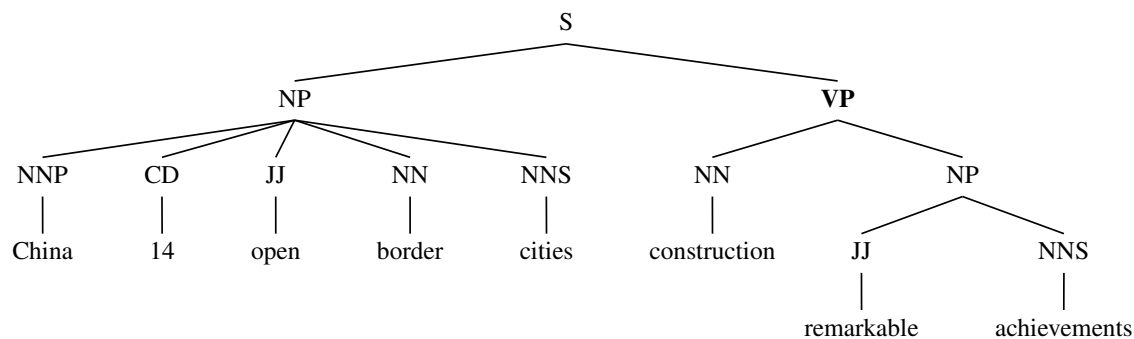 S
NP VP
NNP CD JJ NN NNS NN NP
China 14 open border cities construction JJ NNS
remarkable achievements